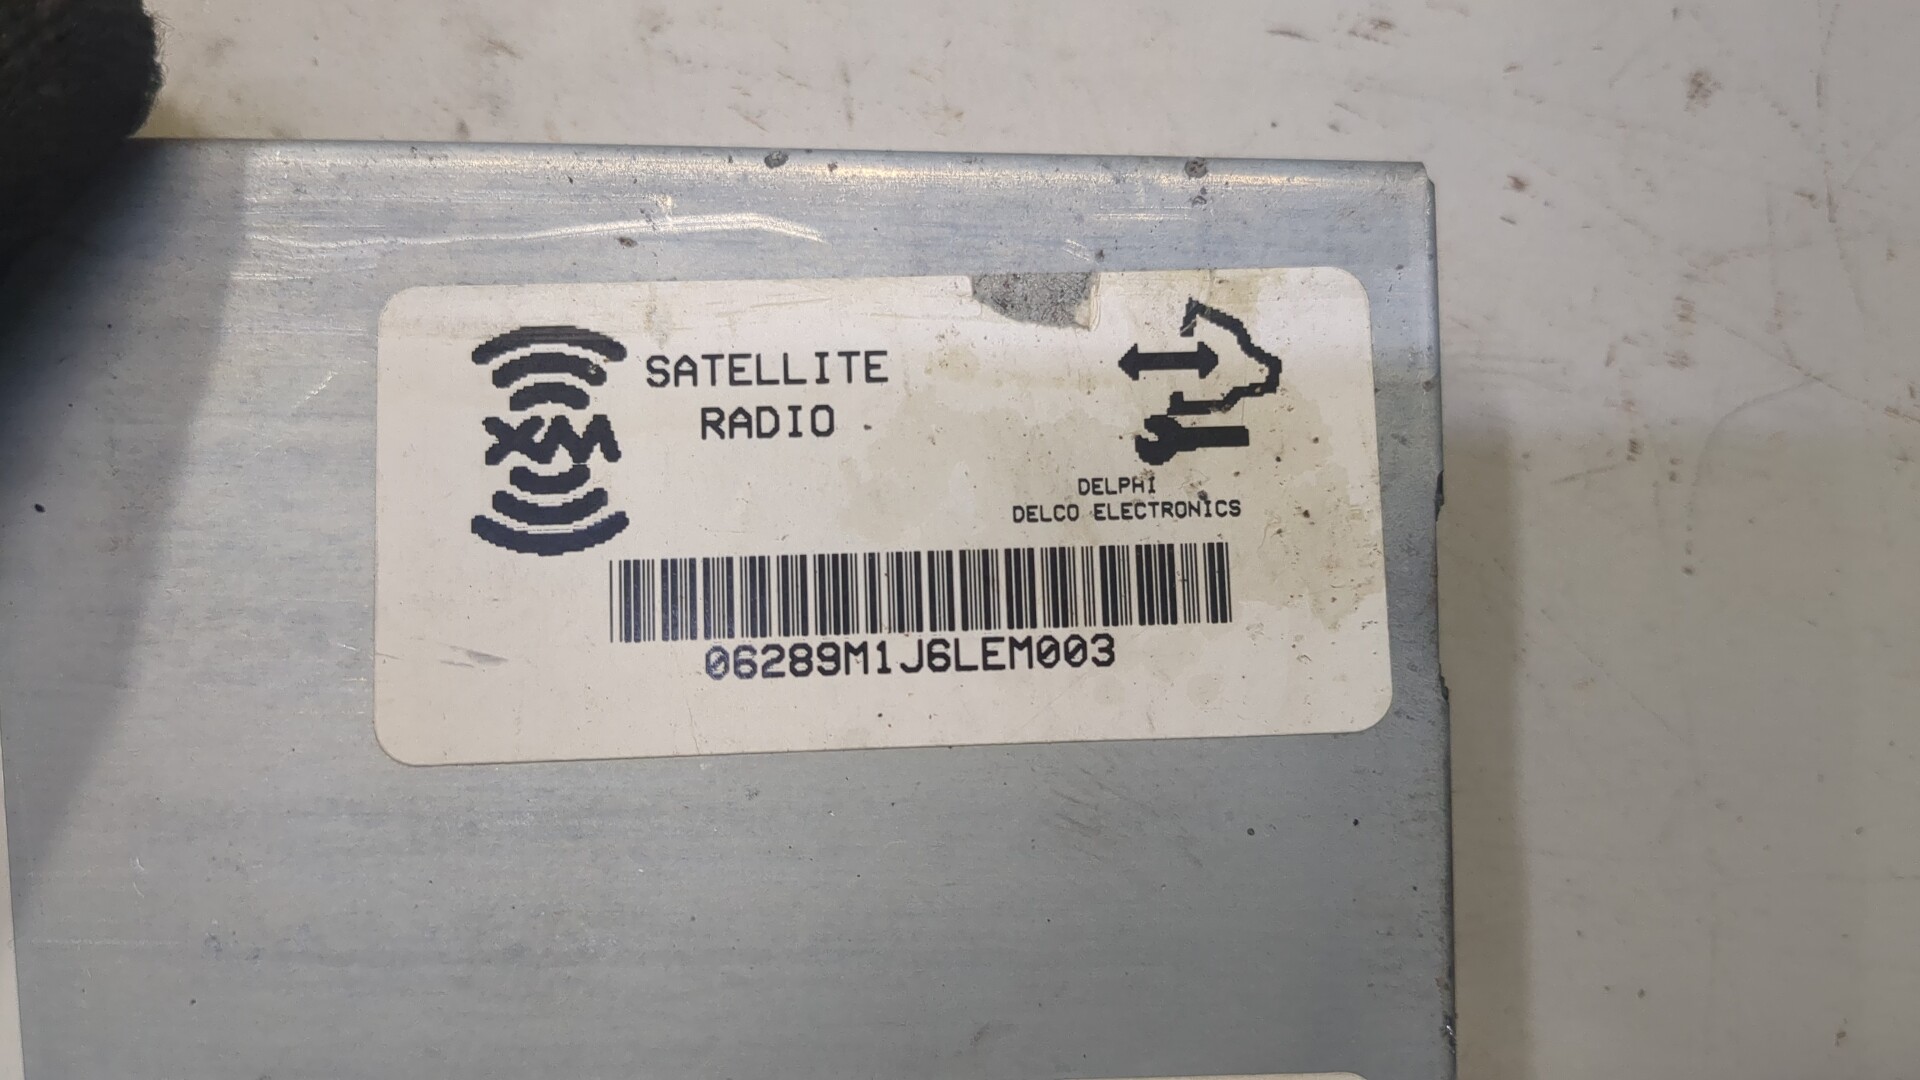 XM
SATELLITE
RADIO
DELPHI
DELCO ELECTRONICS
06289M1J6LEM003